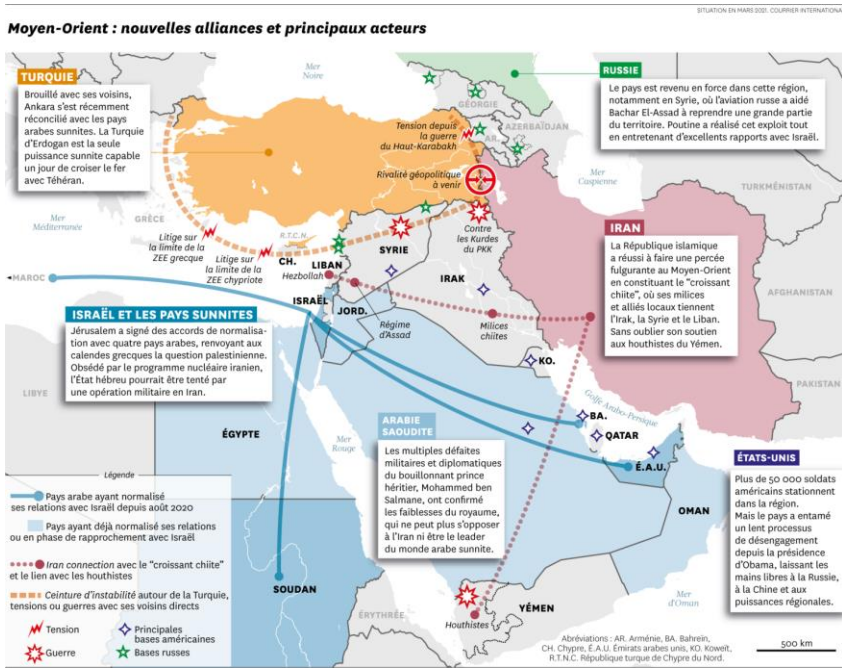 SITUATION EN MARS 2021. COURRIER INTERNATIONA
Moyen-Orient : nouvelles alliances et principaux acteurs
TURQUIE
Brouillé avec ses voisins,
Ankara s'est récemment
réconcilié avec les pays
arabes sunnites. La Turquie
d'Erdogan est la seule
puissance sunnite capable
un jour de croiser le fer
avec Téhéran.
Mer
Noire
RUSSIE
Le pays est revenu en force dans cette région,
notamment en Syrie, où l'aviation russe a aidé
Bachar El-Assad à reprendre une grande partie
du territoire. Poutine a réalisé cet exploit tout
en entretenant d'excellents rapports avec Israël.
GÉORGIE
AZERBAÏDJAN
AR.
Tension depuis
la guerre
du Haut-Karabakh
Rivalité géopolitique
à venir
Mer
Caspienne
TURKMÉNISTAN
Mer
Méditerranée
GRÈCE
Litige sur
la limite de la
ZEE grecque
Litige sur
la limite de la
ZEE chypriote
R.T.C.N.
CH.
LIBAN
Hezbollah
SYRIE
Contre
les Kurdes
du PKK
IRAK
IRAN
La République islamique
a réussi à faire une percée
fulgurante au Moyen-Orient
en constituant le "croissant
chiite", où ses milices
et alliés locaux tiennent
l'Irak, la Syrie et le Liban.
Sans oublier son soutien
aux houthistes du Yémen.
AFGHANISTAN
PAKISTAN
MAROC
ISRAËL
JORD.
Régime
d'Assad
Milices
chiites
KO.
ISRAËL ET LES PAYS SUNNITES
Jérusalem a signé des accords de normalisa-
tion avec quatre pays arabes, renvoyant aux
calendes grecques la question palestinienne.
Obsédé par le programme nucléaire iranien,
l'État hébreu pourrait être tenté par
une opération militaire en Iran.
LIBYE
ÉGYPTE
Mer
Rouge
Golfe Arabo-Persique
BA.
QATAR
É.A.U.
OMAN
ARABIE
SAOUDITE
Les multiples défaites
militaires et diplomatiques
du bouillonnant prince
héritier, Mohammed ben
Salmane, ont confirmé
les faiblesses du royaume,
qui ne peut plus s'opposer
à l'Iran ni être le leader
du monde arabe sunnite.
ÉTATS-UNIS
Plus de 50 000 soldats
américains stationnent
dans la région.
Mais le pays a entamé
un lent processus
de désengagement
depuis la présidence
d'Obama, laissant les
mains libres à la Russie,
à la Chine et aux
puissances régionales.
Légende
Pays arabe ayant normalisé
ses relations avec Israël depuis août 2020
Pays ayant déjà normalisé ses relations
ou en phase de rapprochement avec Israël
Iran connection avec le "croissant chiite"
et le lien avec les houthistes
Ceinture d'instabilité autour de la Turquie,
tensions ou guerres avec ses voisins directs
Tension
Guerre
Principales
bases américaines
Bases russes
SOUDAN
ÉRYTHRÉE
YÉMEN
Houthistes
Mer
d'Oman
Abréviations : AR. Arménie, BA. Bahreïn,
CH. Chypre, É.A.U. Émirats arabes unis, KO. Koweït,
R.T.N.C. République turque de Chypre du Nord.
500 km